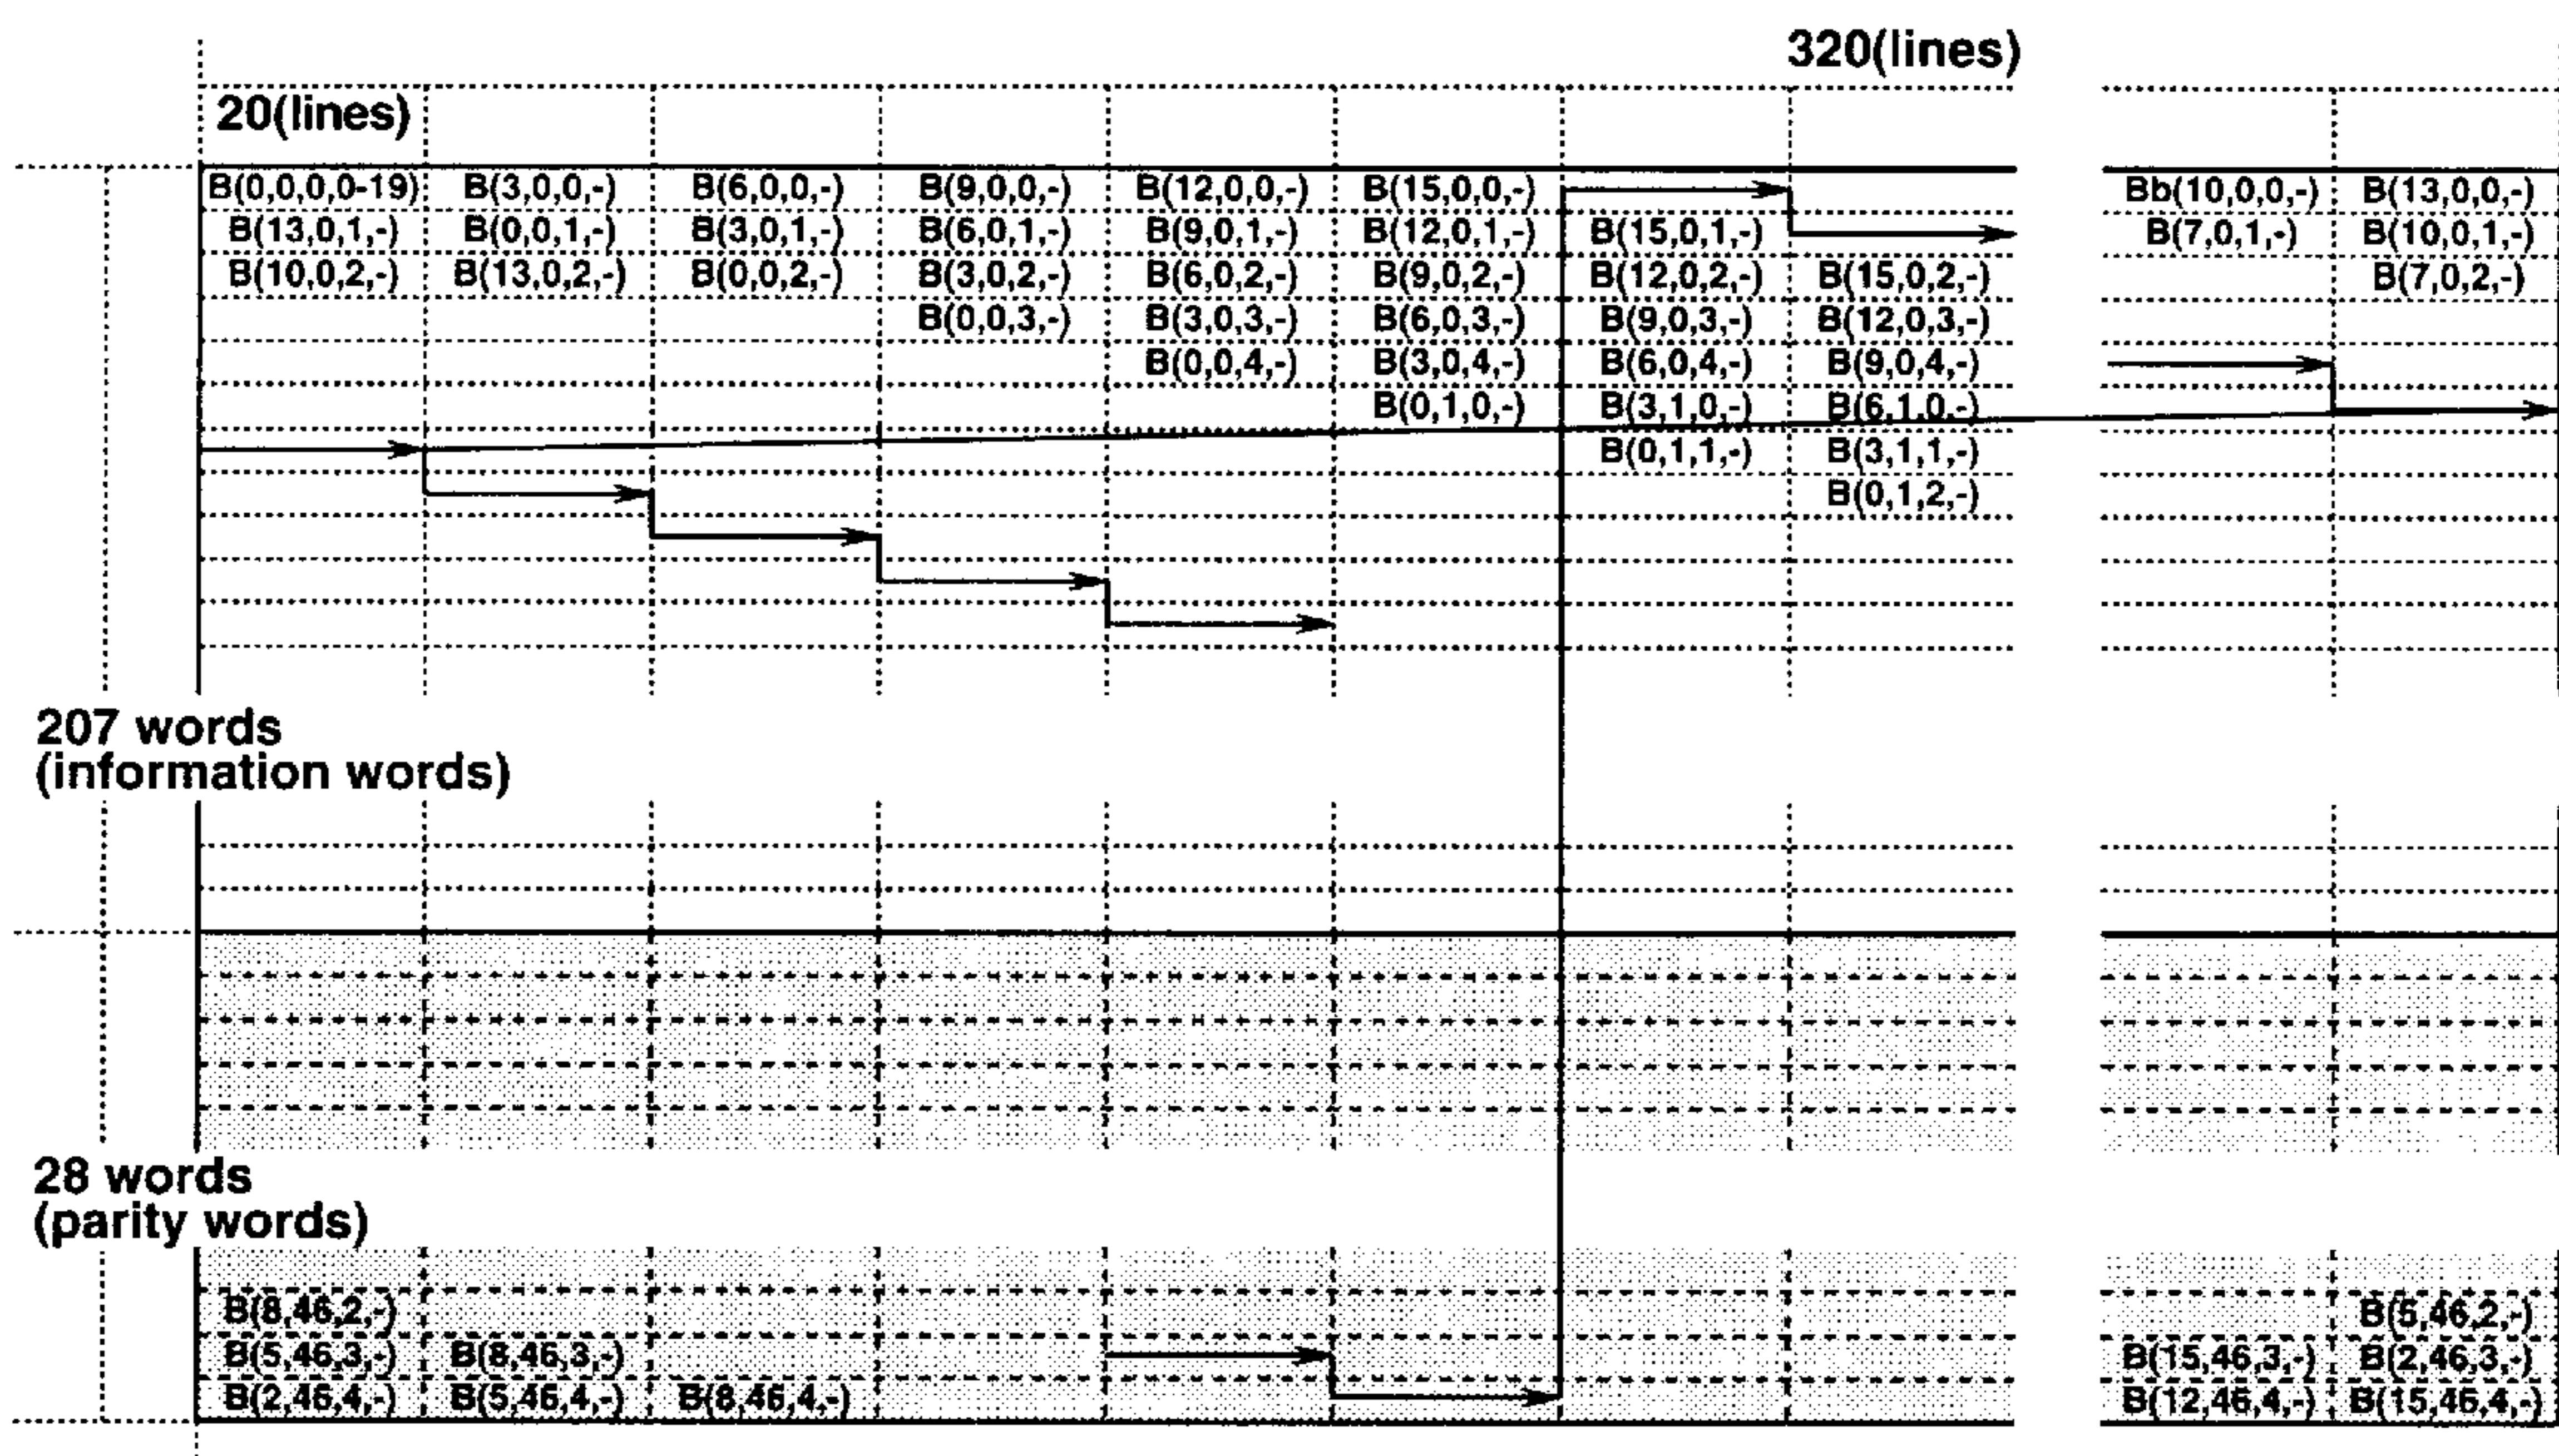 320(lines)
20(lines)
B(0,0,0,0-19) B(3,0,0,-) B(6,0,0,-) B(9,0,0,-) B(12,0,0,-) B(15,0,0,-) Bb(10,0,0,-) B(13,0,0,-)
B(13,0,1,-) B(0,0,1,-) B(3,0,1,-) B(6,0,1,-) B(9,0,1,-) B(12,0,1,-) B(15,0,1,-) B(7,0,1,-) B(10,0,1,-)
B(10,0,2,-) B(13,0,2,-) B(0,0,2,-) B(3,0,2,-) B(6,0,2,-) B(9,0,2,-) B(12,0,2,-) B(15,0,2,-) B(7,0,2,-)
B(0,0,3,-) B(3,0,3,-) B(6,0,3,-) B(9,0,3,-) B(12,0,3,-)
B(0,0,4,-) B(3,0,4,-) B(6,0,4,-) B(9,0,4,-)
B(0,1,0,-) B(3,1,0,-) B(6,1,0,-)
B(0,1,1,-) B(3,1,1,-)
B(0,1,2,-)
207 words
(information words)
28 words
(parity words)
B(8,46,2,-) B(5,46,2,-)
B(5,46,3,-) B(8,46,3,-) B(15,46,3,-) B(2,46,3,-)
B(2,46,4,-) B(5,46,4,-) B(8,46,4,-) B(12,46,4,-) B(15,46,4,-)